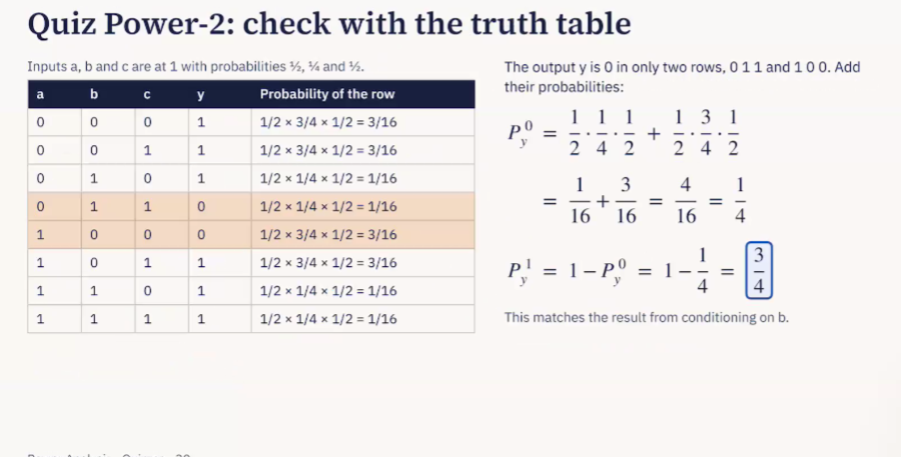 Quiz Power-2: check with the truth table
Inputs a, b and c are at 1 with probabilities ½, ¼ and ½.
a b c y Probability of the row
0 0 0 1 1/2 × 3/4 × 1/2 = 3/16
0 0 1 1 1/2 × 3/4 × 1/2 = 3/16
0 1 0 1 1/2 × 1/4 × 1/2 = 1/16
0 1 1 0 1/2 × 1/4 × 1/2 = 1/16
1 0 0 0 1/2 × 3/4 × 1/2 = 3/16
1 0 1 1 1/2 × 3/4 × 1/2 = 3/16
1 1 0 1 1/2 × 1/4 × 1/2 = 1/16
1 1 1 1 1/2 × 1/4 × 1/2 = 1/16
The output y is 0 in only two rows, 0 1 1 and 1 0 0. Add
their probabilities:
P_y^0 = 1/2 · 1/4 · 1/2 + 1/2 · 3/4 · 1/2
= 1/16 + 3/16 = 4/16 = 1/4
P_y^1 = 1 − P_y^0 = 1 − 1/4 = 3/4
This matches the result from conditioning on b.